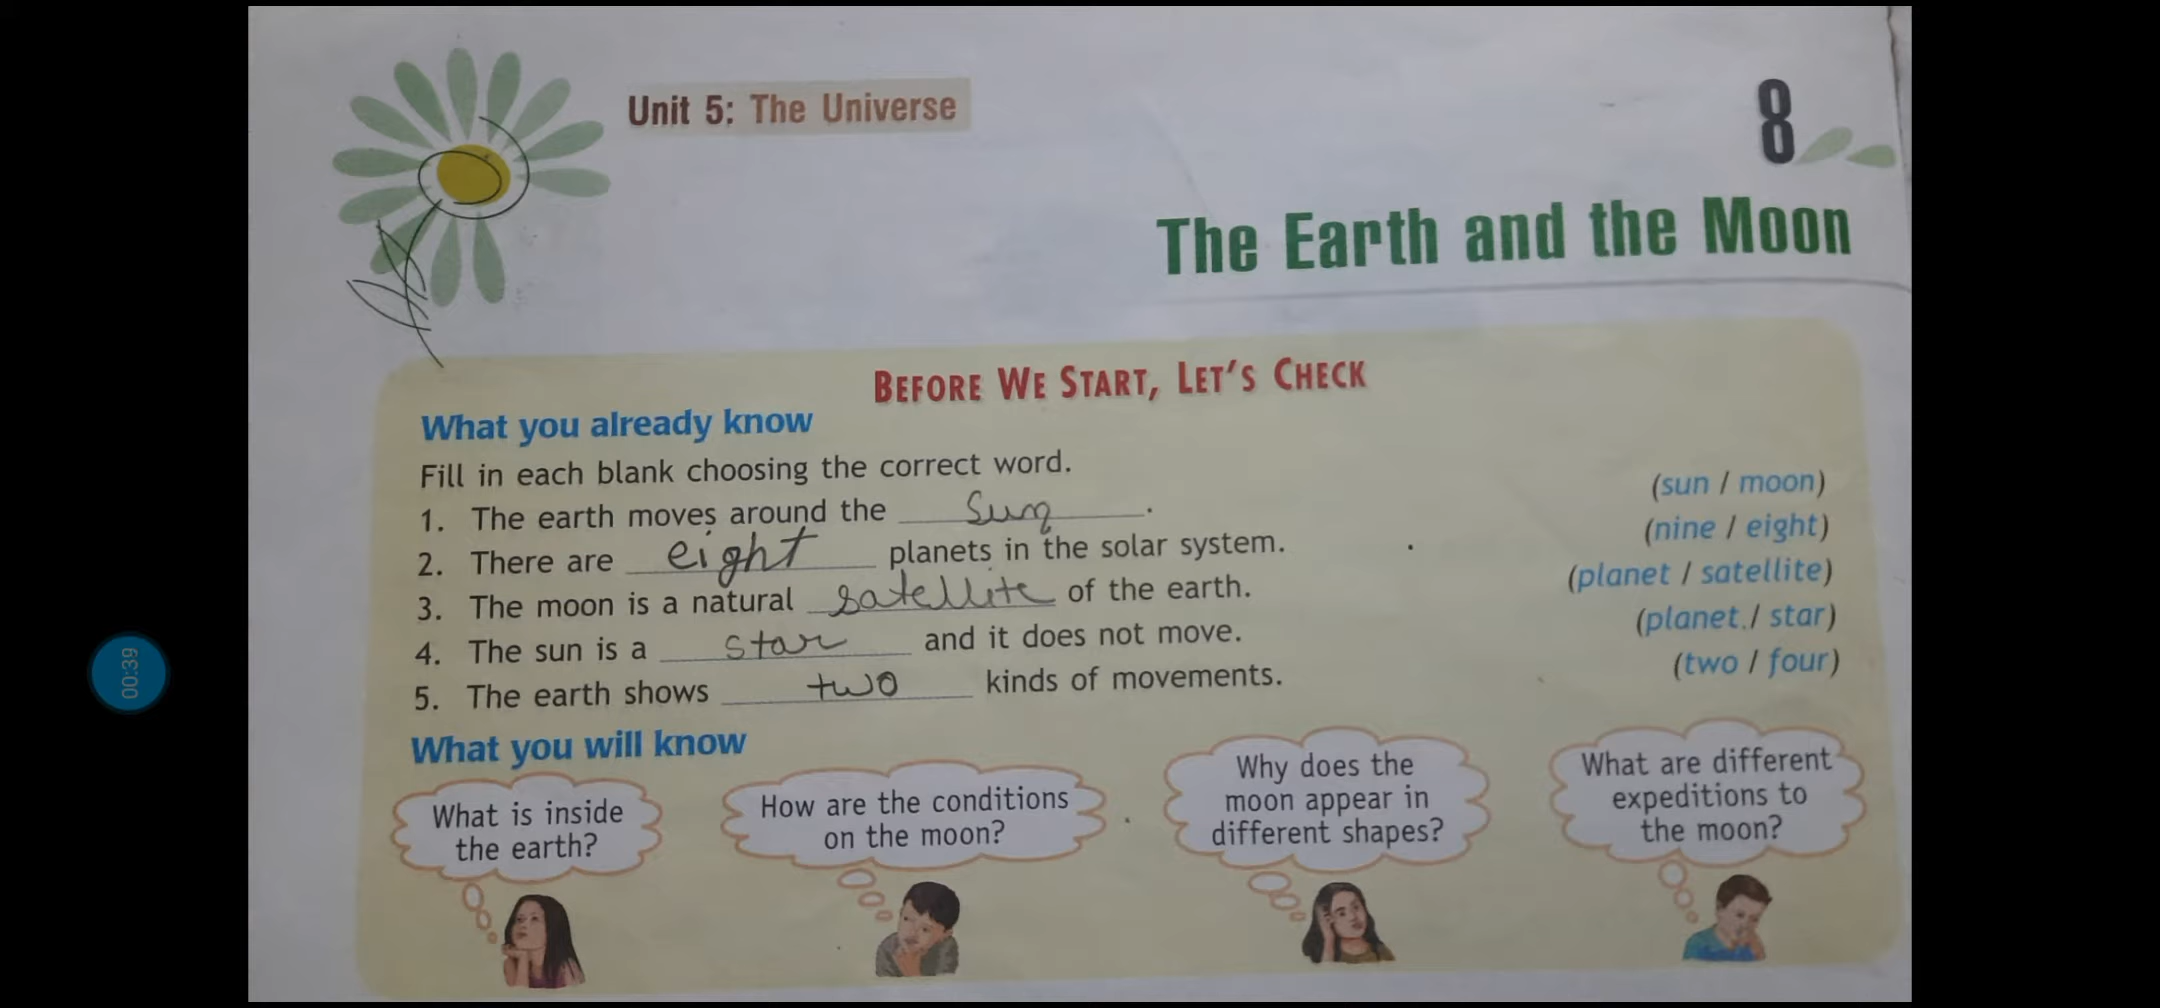 Unit 5: The Universe
8
The Earth and the Moon
BEFORE WE START, LET'S CHECK
What you already know
Fill in each blank choosing the correct word.
1. The earth moves around the Sun. (sun / moon)
2. There are eight planets in the solar system. (nine / eight)
3. The moon is a natural satellite of the earth. (planet / satellite)
4. The sun is a star and it does not move. (planet / star)
5. The earth shows two kinds of movements. (two / four)
What you will know
What is inside
the earth?
How are the conditions
on the moon?
Why does the
moon appear in
different shapes?
What are different
expeditions to
the moon?
00:39